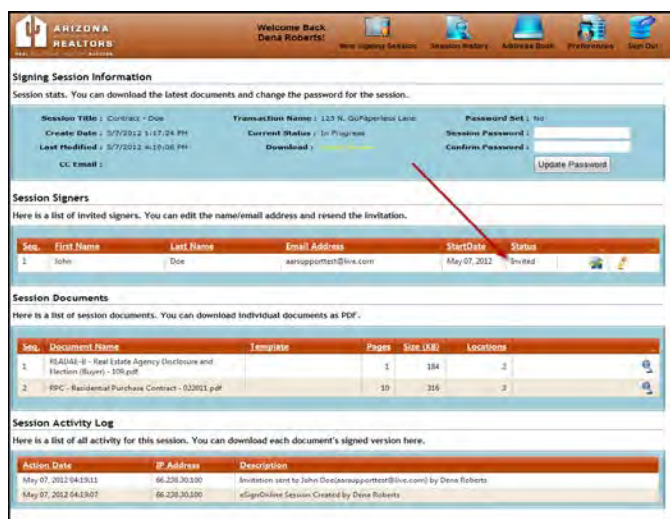 ARIZONA
REALTORS
Welcome Back
Dena Roberts!
New Signing Session Session History Address Book Preferences Sign Out
Signing Session Information
Session stats. You can download the latest documents and change the password for the session.
Session Title : Contract - Doe Transaction Name : 123 N. GoPaperless Lane Password Set : No
Create Date : 5/7/2012 Current Status : In Progress Session Password :
Last Modified : 5/7/2012 Download : Confirm Password :
CC Email :
Update Password
Session Signers
Here is a list of invited signers. You can edit the name/email address and resend the invitation.
Seq. First Name Last Name Email Address StartDate Status
1 John Doe aarsupporttest@live.com May 07, 2012 Invited
Session Documents
Here is a list of session documents. You can download individual documents as PDF.
Seq. Document Name Template Pages Size (KB) Locations
1 READAE-B - Real Estate Agency Disclosure and 1 184 2
Election (Buyer) - 109.pdf
2 RPC - Residential Purchase Contract - 022011.pdf 10 316 3
Session Activity Log
Here is a list of all activity for this session. You can download each document's signed version here.
Action Date IP Address Description
May 07, 2012 04:19:11 66.238.30.100 Invitation sent to John Doe(aarsupporttest@live.com) by Dena Roberts
May 07, 2012 04:19:07 66.238.30.100 eSignOnline Session Created by Dena Roberts